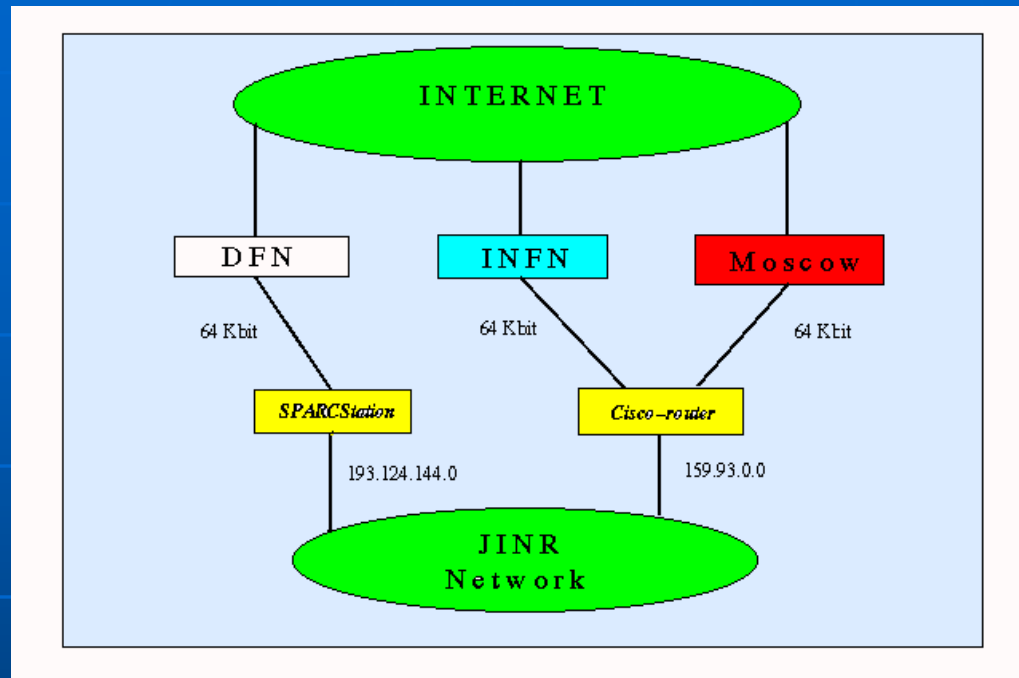 INTERNET
DFN
INFN
Moscow
64 Kbit
64 Kbit
64 Kbit
SPARCStation
Cisco-router
193.124.144.0
159.93.0.0
JINR
Network